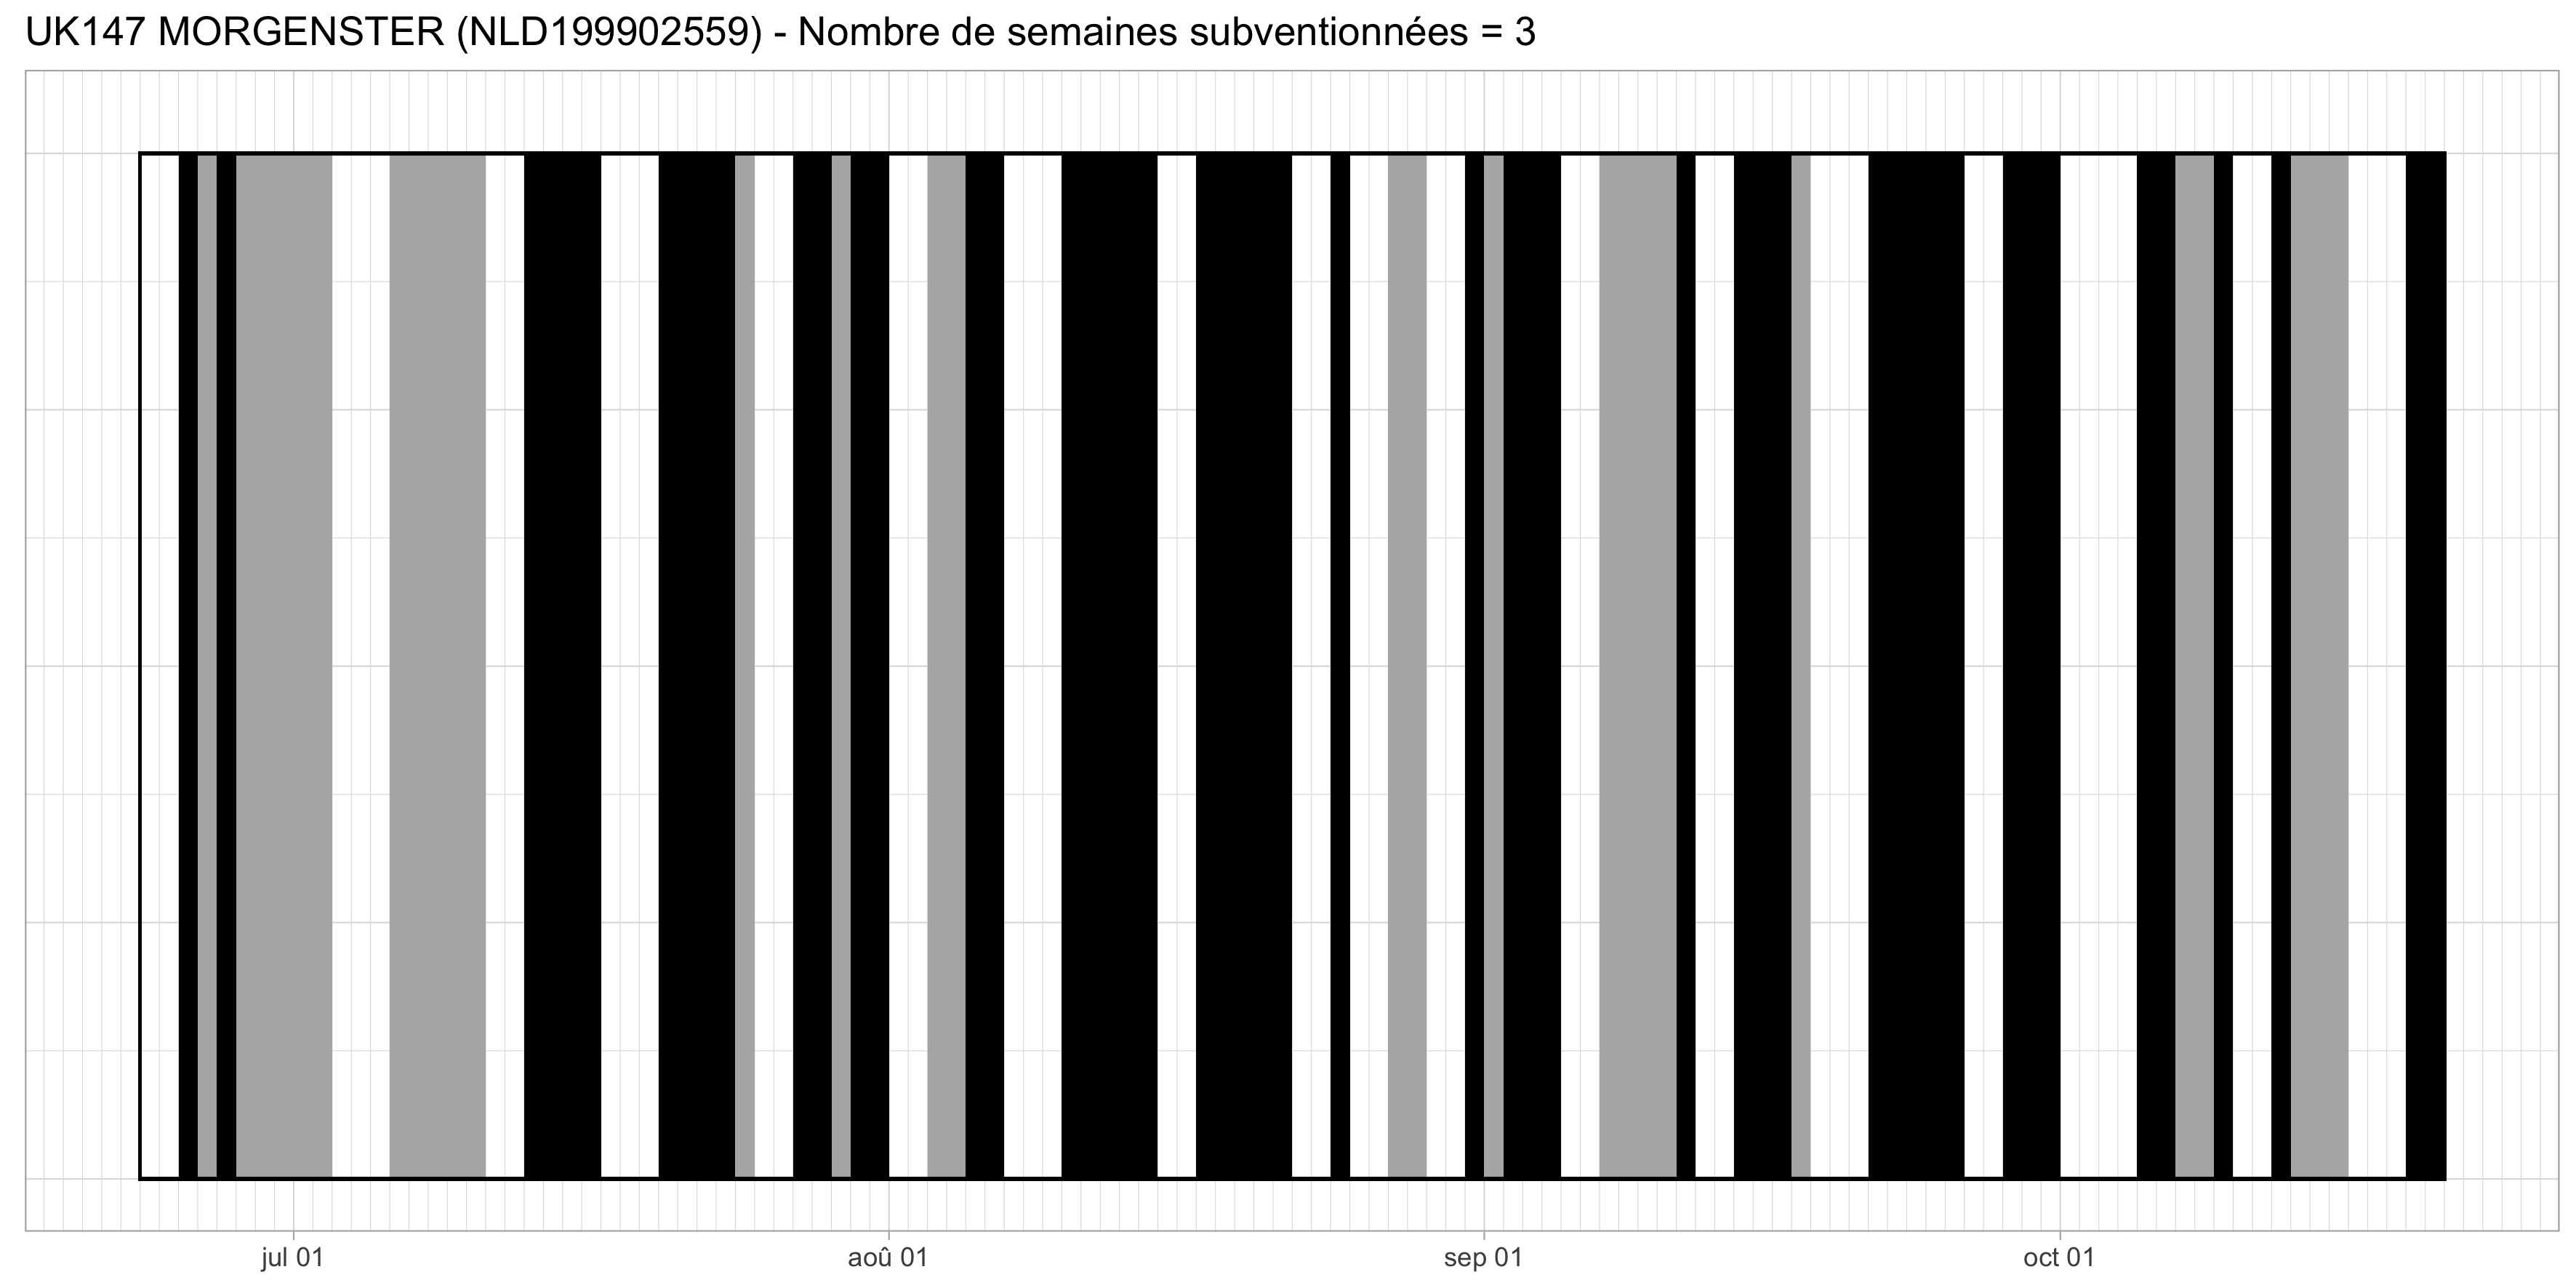 UK147 MORGENSTER (NLD199902559) - Nombre de semaines subventionnées = 3
jul 01
aoû 01
sep 01
oct 01